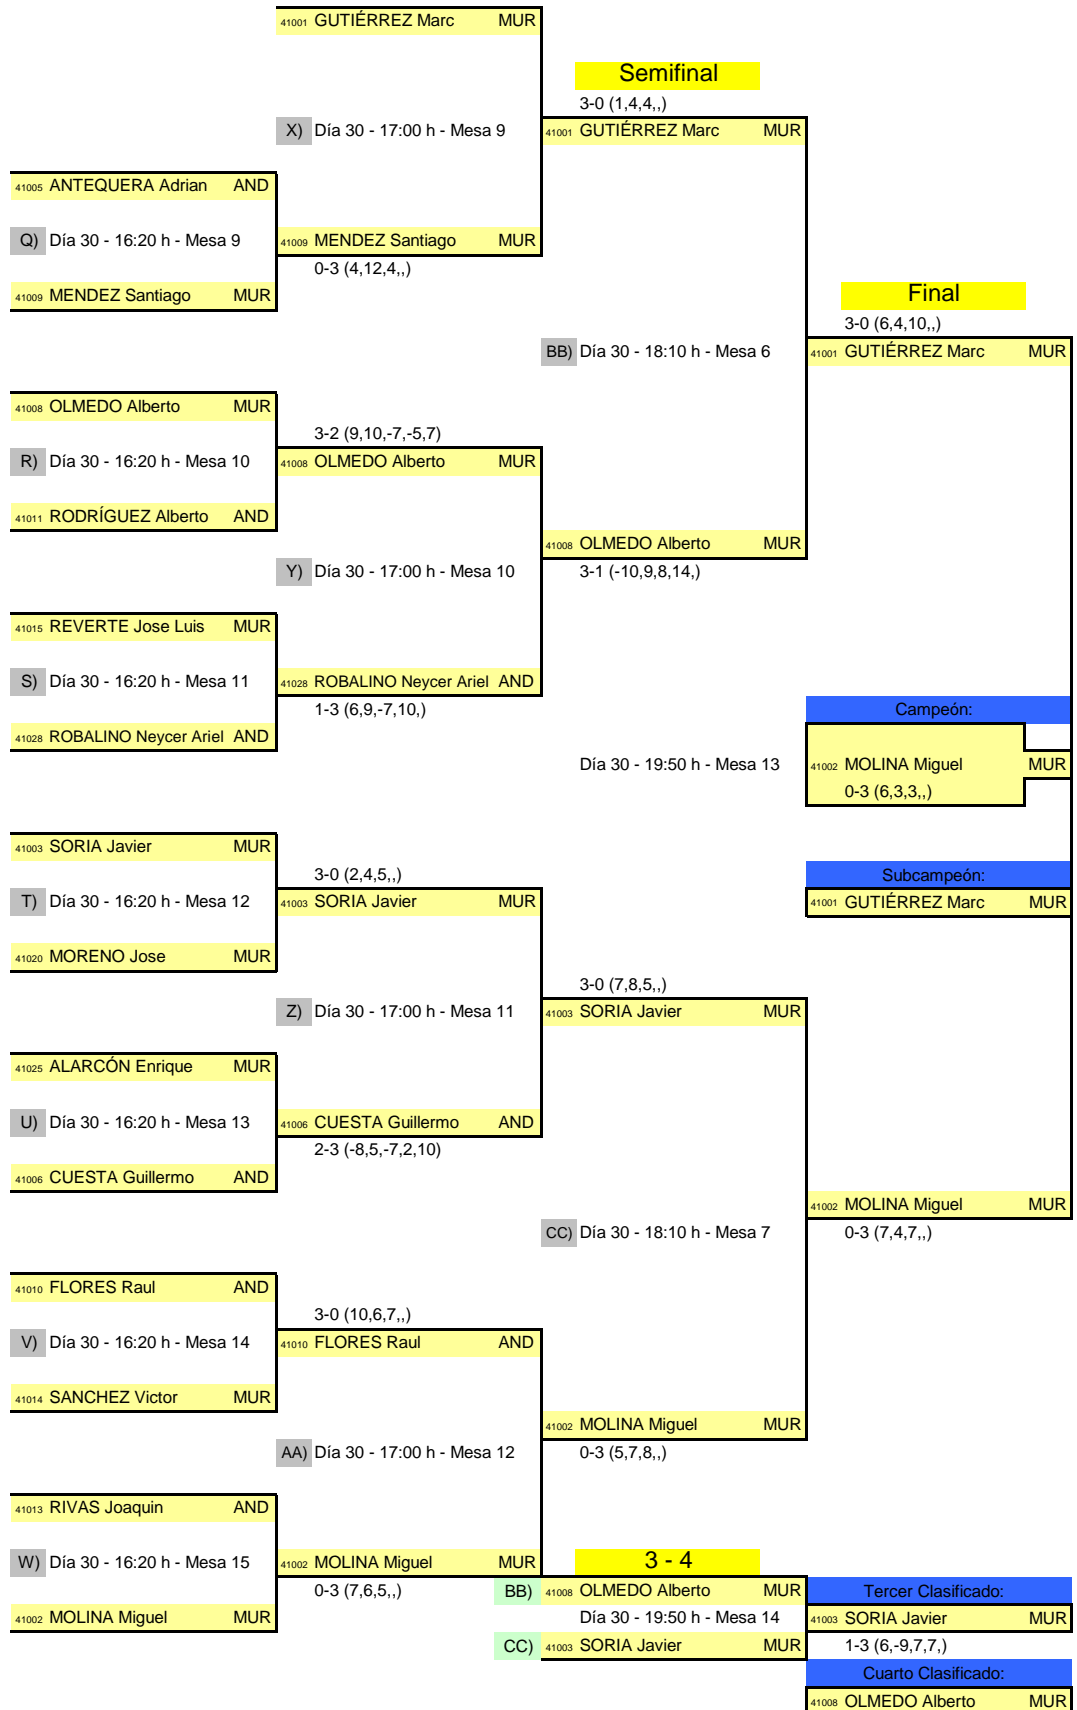 41001 GUTIÉRREZ Marc MUR
Semifinal
3-0 (1,4,4,,)
X) Día 30 - 17:00 h - Mesa 9
41001 GUTIÉRREZ Marc MUR
41005 ANTEQUERA Adrian AND
Q) Día 30 - 16:20 h - Mesa 9
41009 MENDEZ Santiago MUR
0-3 (4,12,4,,)
41009 MENDEZ Santiago MUR
Final
3-0 (6,4,10,,)
BB) Día 30 - 18:10 h - Mesa 6
41001 GUTIÉRREZ Marc MUR
41008 OLMEDO Alberto MUR
3-2 (9,10,-7,-5,7)
R) Día 30 - 16:20 h - Mesa 10
41008 OLMEDO Alberto MUR
41011 RODRÍGUEZ Alberto AND
41008 OLMEDO Alberto MUR
Y) Día 30 - 17:00 h - Mesa 10
3-1 (-10,9,8,14,)
41015 REVERTE Jose Luis MUR
S) Día 30 - 16:20 h - Mesa 11
41028 ROBALINO Neycer Ariel AND
1-3 (6,9,-7,10,)
Campeón:
41028 ROBALINO Neycer Ariel AND
Día 30 - 19:50 h - Mesa 13
41002 MOLINA Miguel MUR
0-3 (6,3,3,,)
41003 SORIA Javier MUR
3-0 (2,4,5,,)
Subcampeón:
T) Día 30 - 16:20 h - Mesa 12
41003 SORIA Javier MUR
41001 GUTIÉRREZ Marc MUR
41020 MORENO Jose MUR
3-0 (7,8,5,,)
Z) Día 30 - 17:00 h - Mesa 11
41003 SORIA Javier MUR
41025 ALARCÓN Enrique MUR
U) Día 30 - 16:20 h - Mesa 13
41006 CUESTA Guillermo AND
2-3 (-8,5,-7,2,10)
41006 CUESTA Guillermo AND
41002 MOLINA Miguel MUR
CC) Día 30 - 18:10 h - Mesa 7
0-3 (7,4,7,,)
41010 FLORES Raul AND
3-0 (10,6,7,,)
V) Día 30 - 16:20 h - Mesa 14
41010 FLORES Raul AND
41014 SANCHEZ Victor MUR
41002 MOLINA Miguel MUR
AA) Día 30 - 17:00 h - Mesa 12
0-3 (5,7,8,,)
41013 RIVAS Joaquin AND
W) Día 30 - 16:20 h - Mesa 15
41002 MOLINA Miguel MUR
3 - 4
0-3 (7,6,5,,)
BB) 41008 OLMEDO Alberto MUR
Tercer Clasificado:
41002 MOLINA Miguel MUR
Día 30 - 19:50 h - Mesa 14
41003 SORIA Javier MUR
CC) 41003 SORIA Javier MUR
1-3 (6,-9,7,7,)
Cuarto Clasificado:
41008 OLMEDO Alberto MUR